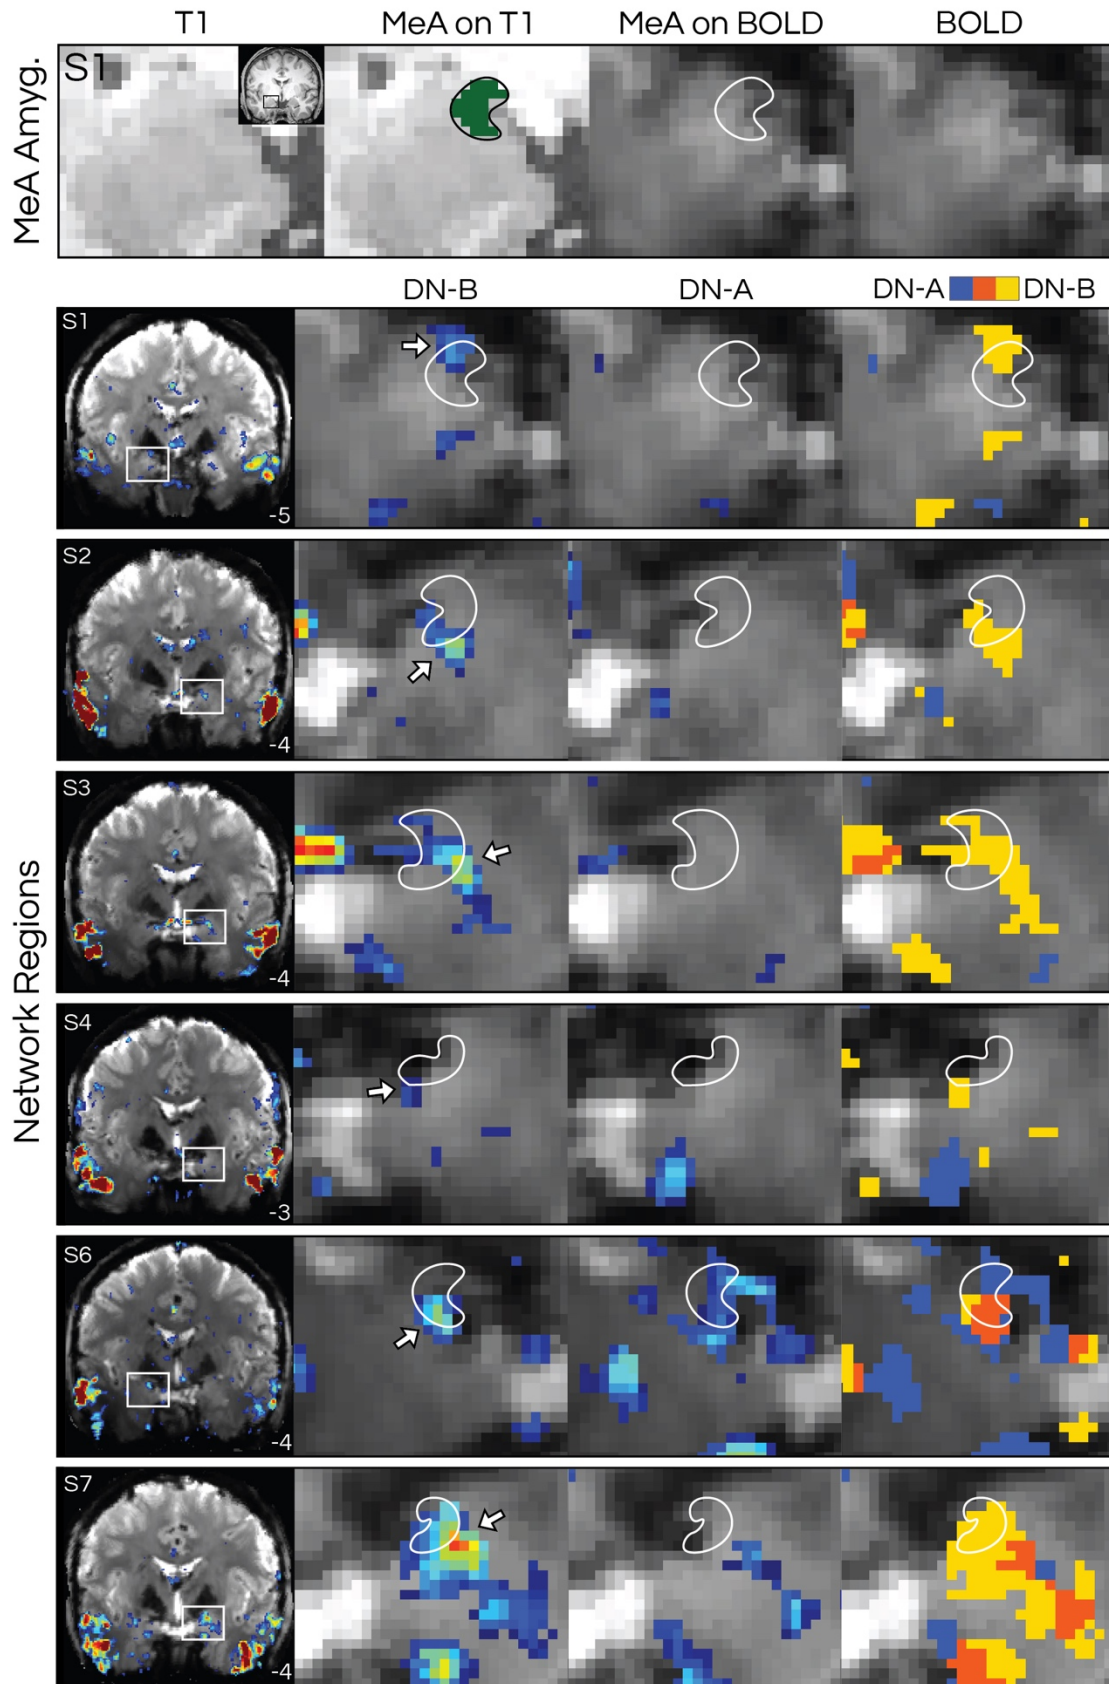 T1 MeA on T1 MeA on BOLD BOLD
MeA Amyg.
S1
DN-B DN-A DN-A DN-B
Network Regions
S1
-5
S2
-4
S3
-4
S4
-3
S6
-4
S7
-4